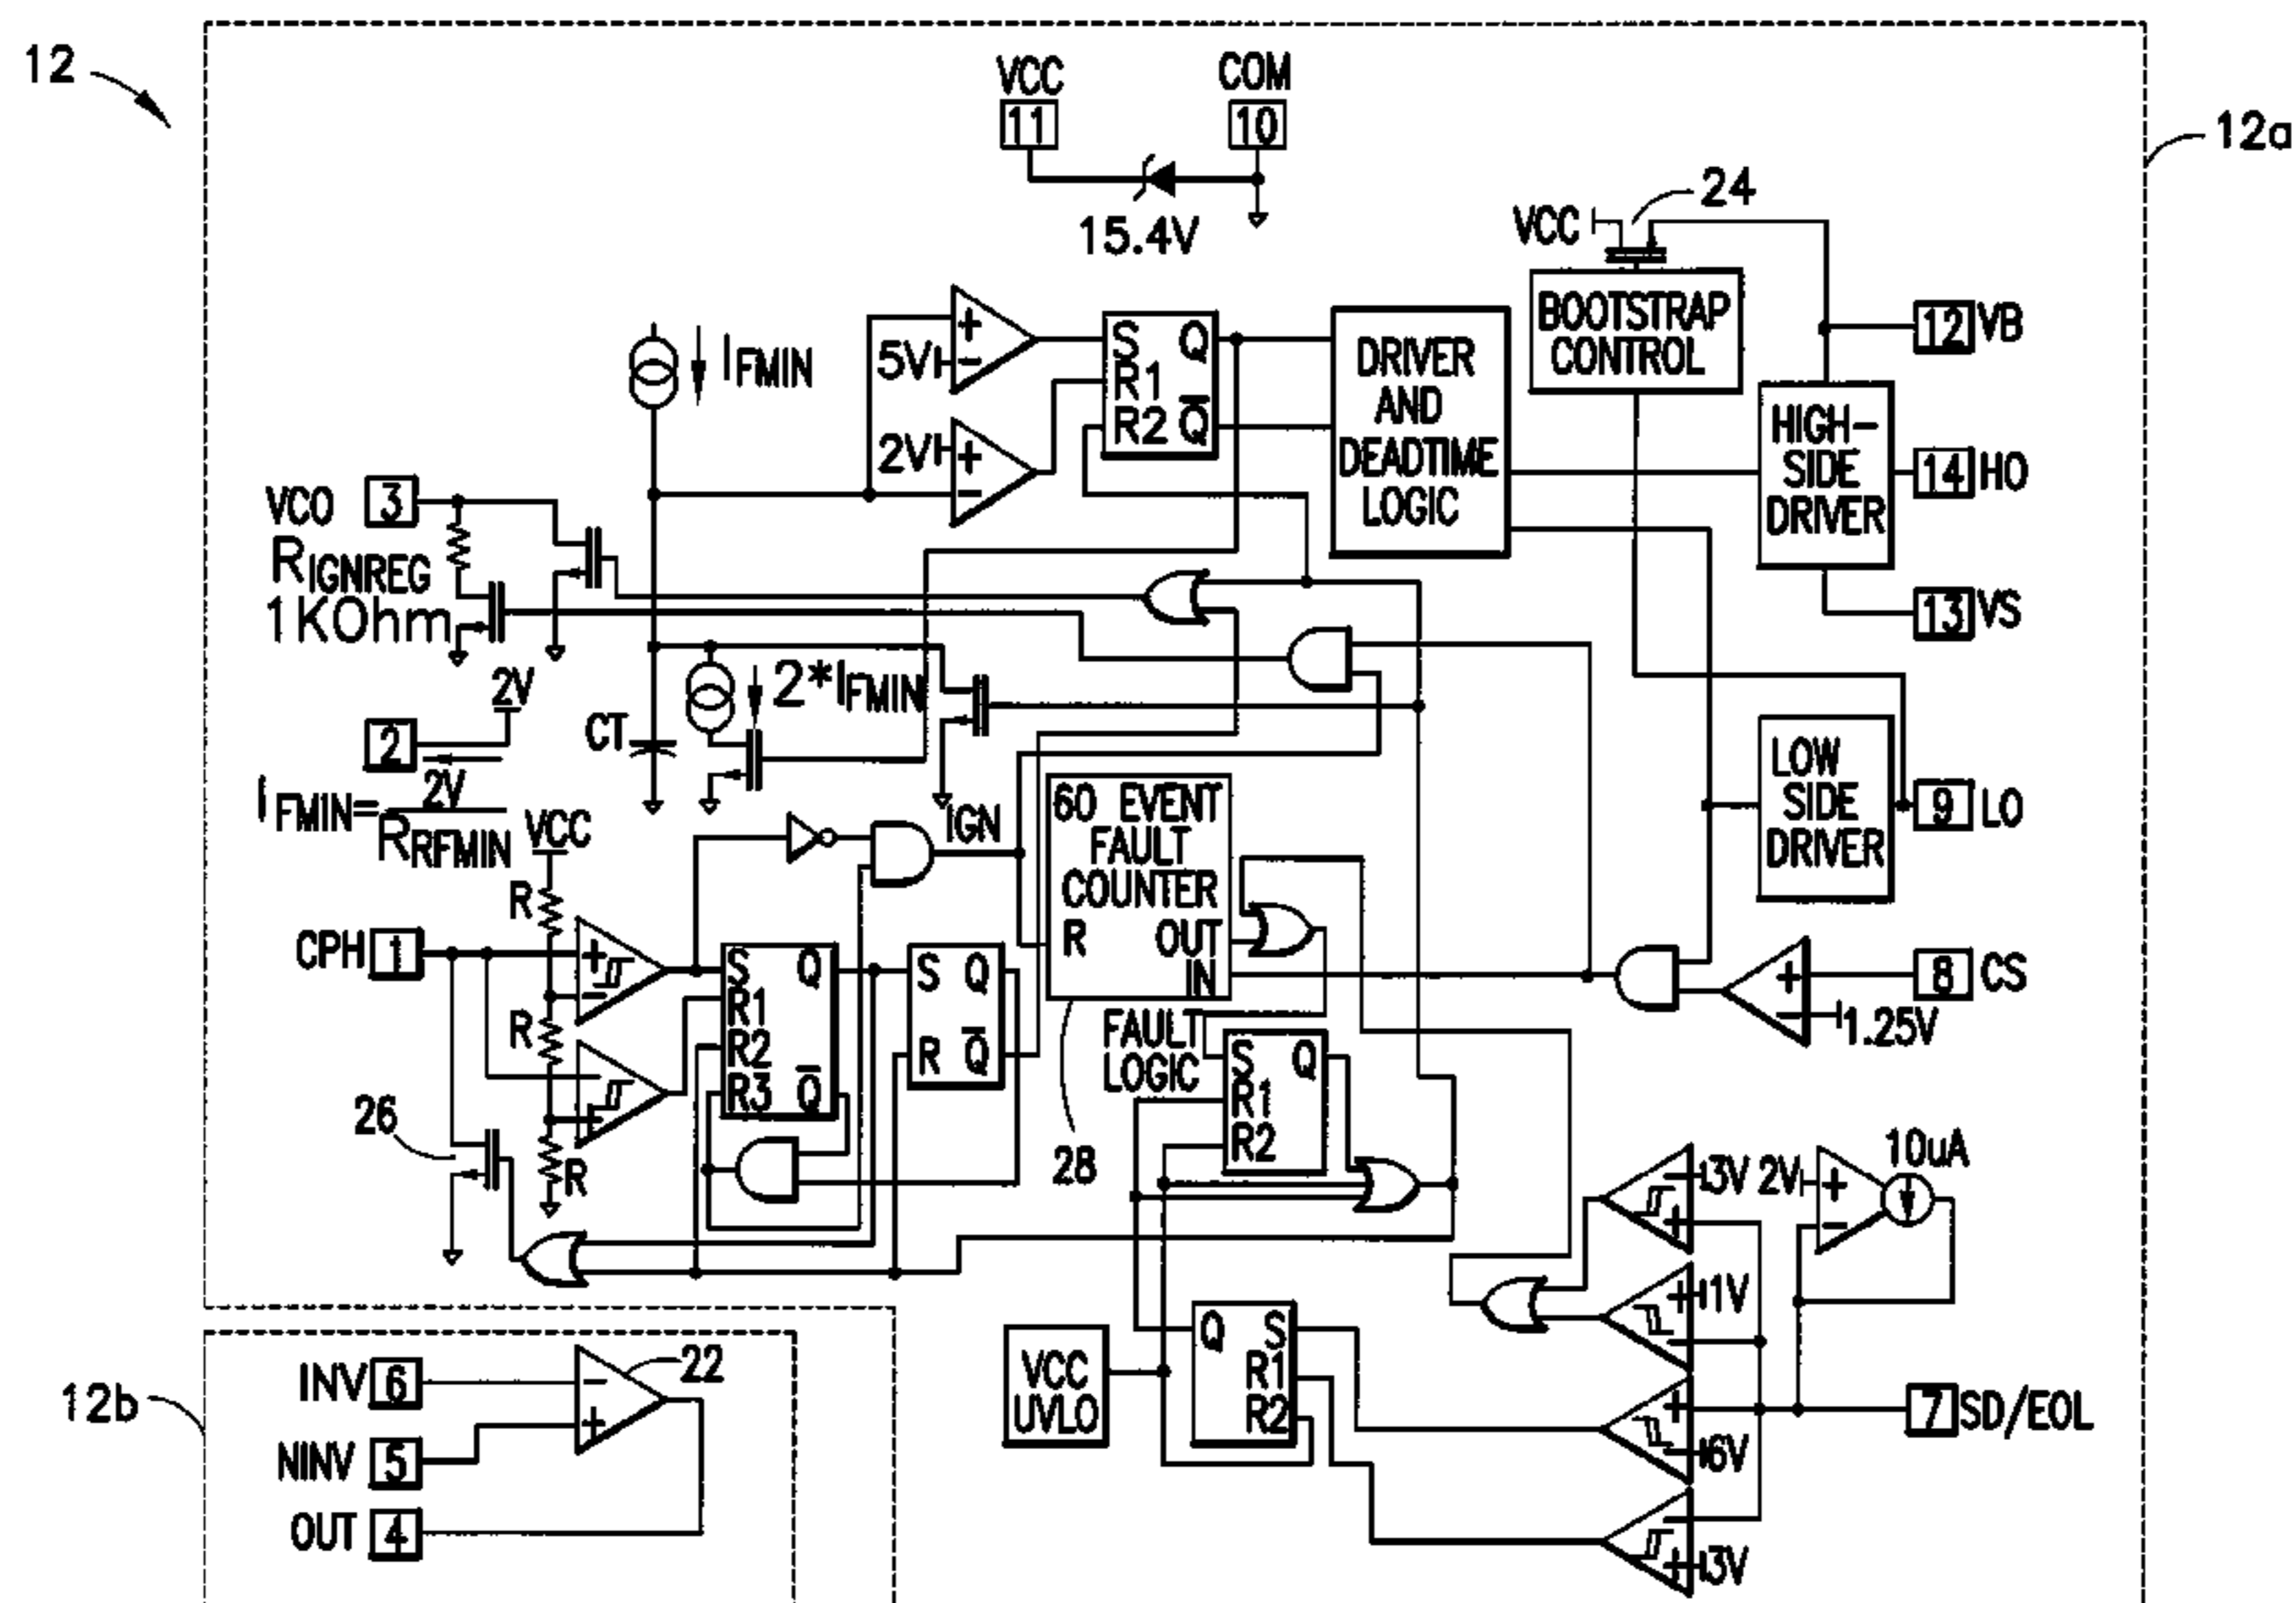 12
12a
VCC
COM
11
10
15.4V
24
VCC
BOOTSTRAP
CONTROL
12 VB
5V
+
-
S Q
R1
R2 Q̅
2V
+
-
DRIVER
AND
DEADTIME
LOGIC
HIGH-
SIDE
DRIVER
14 HO
13 VS
IFMIN
VCO 3
RIGNREG
1KOhm
2V
2
IFMIN= 2V
RRFMIN
CT
2*IFMIN
LOW
SIDE
DRIVER
9 LO
IGN
60 EVENT
FAULT
COUNTER
R OUT
IN
28
VCC
R
R
R
CPH 1
+
-
+
S Q
R1
R2
R3 Q̅
S Q
R Q̅
26
FAULT
LOGIC
S Q
R1
R2
+
-
1.25V
8 CS
3V
+
+
1V
-
+
-
6V
-
+
3V
2V
+
-
10uA
7 SD/EOL
VCC
UVLO
Q S
R1
R2
12b
INV 6
-
22
NINV 5
+
OUT 4